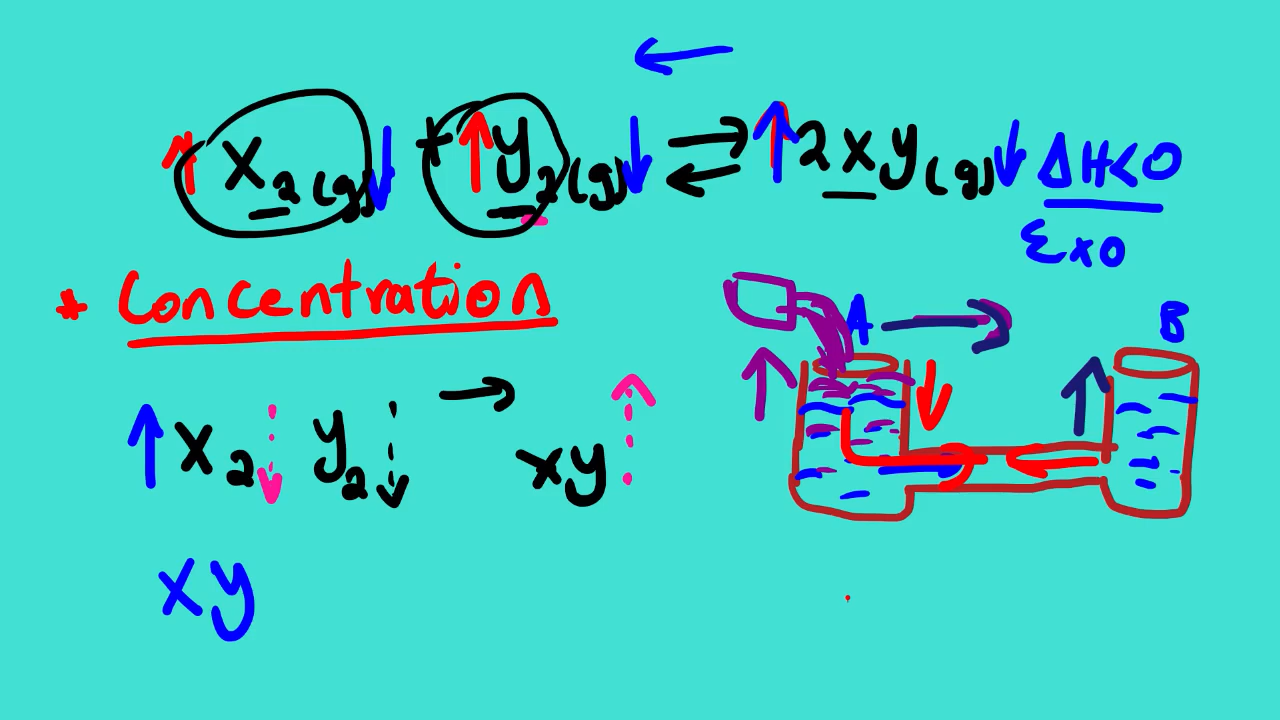 x₂(g) + y₂(g) ⇌ 2xy(g) ΔH<0
Exo
* Concentration
A B
↑ x₂ y₂ → xy
xy